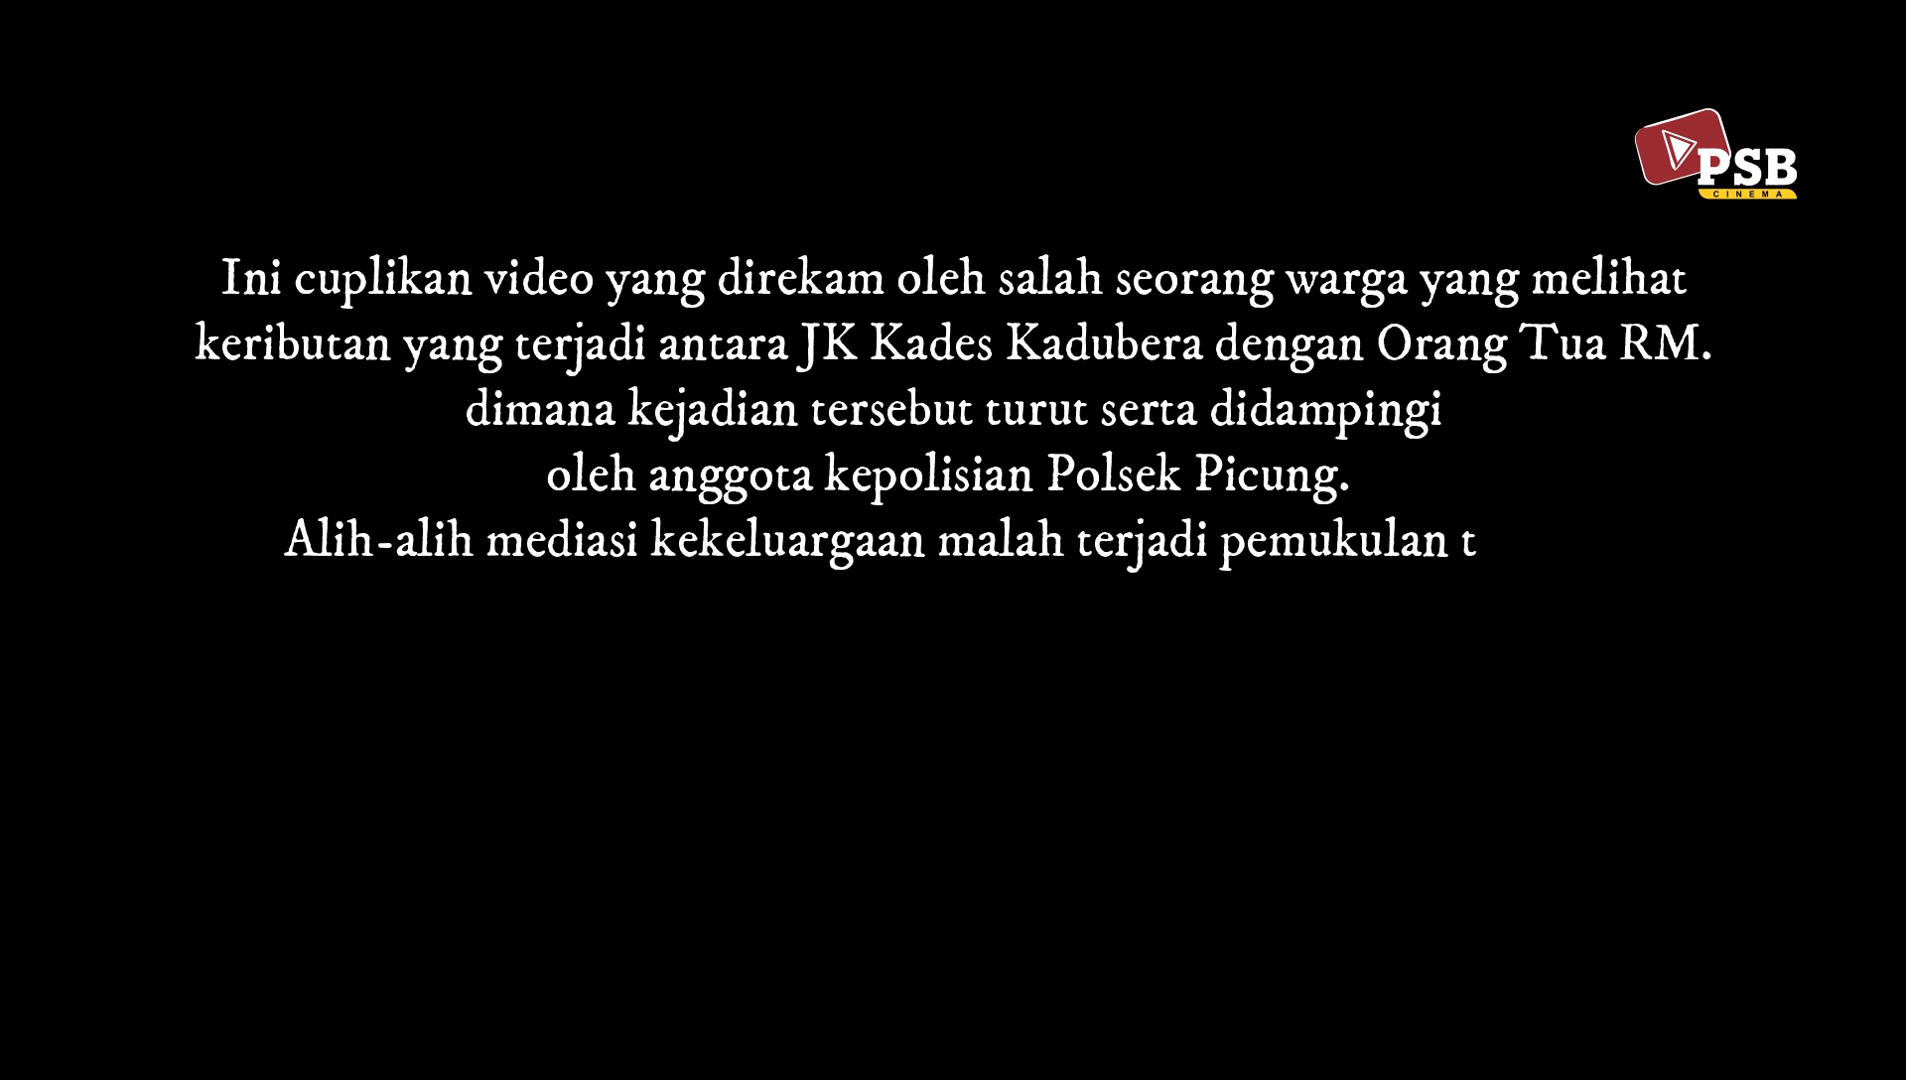 PSB
CINEMA
Ini cuplikan video yang direkam oleh salah seorang warga yang melihat
keributan yang terjadi antara JK Kades Kadubera dengan Orang Tua RM.
dimana kejadian tersebut turut serta didampingi
oleh anggota kepolisian Polsek Picung.
Alih-alih mediasi kekeluargaan malah terjadi pemukulan t